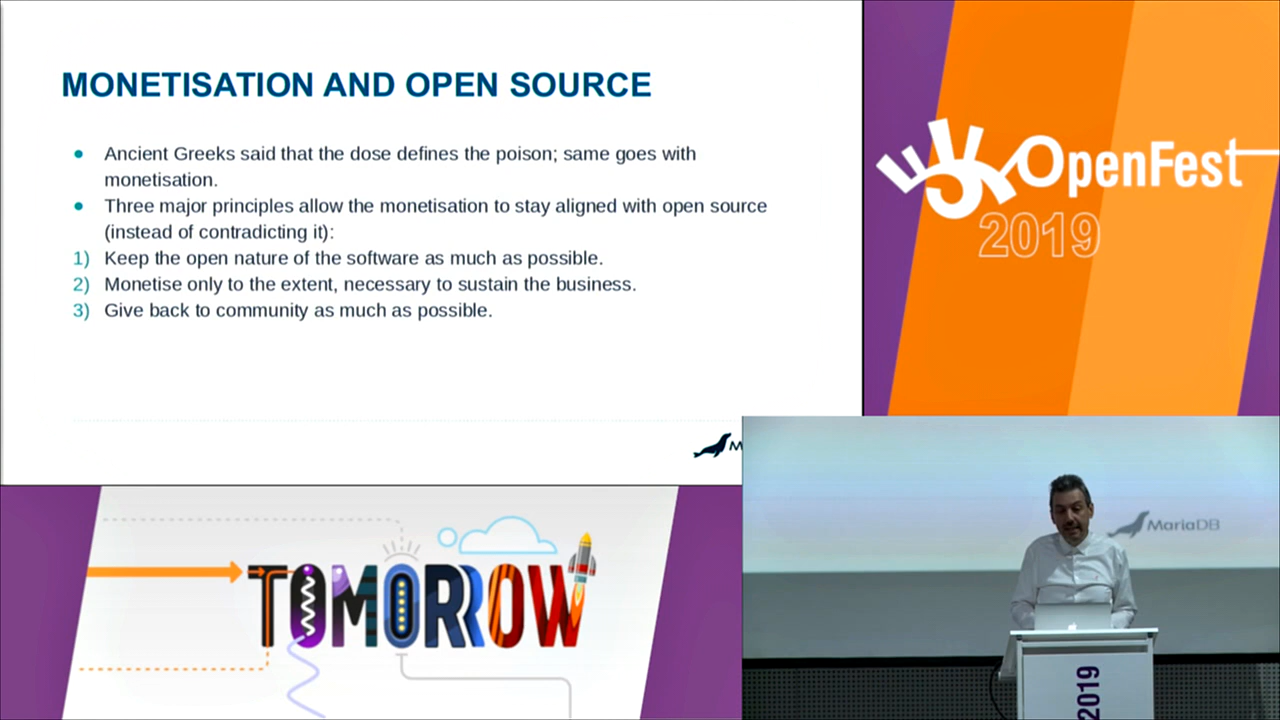 MONETISATION AND OPEN SOURCE
● Ancient Greeks said that the dose defines the poison; same goes with
monetisation.
● Three major principles allow the monetisation to stay aligned with open source
(instead of contradicting it):
1) Keep the open nature of the software as much as possible.
2) Monetise only to the extent, necessary to sustain the business.
3) Give back to community as much as possible.
M
OpenFest
2019
TOMORROW
MariaDB
2019